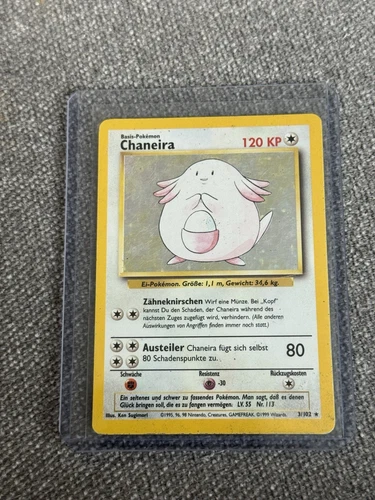 Basis-Pokémon
Chaneira 120 KP
Ei-Pokémon. Größe: 1,1 m, Gewicht: 34,6 kg.
Zähneknirschen Wirf eine Münze. Bei „Kopf"
kannst Du den Schaden, der Chaneira während des
nächsten Zuges zugefügt wird, verhindern. (Alle anderen
Auswirkungen von Angriffen finden immer noch statt.)
Austeiler Chaneira fügt sich selbst
80 Schadenspunkte zu. 80
Schwäche Resistenz Rückzugskosten
-30
Ein seltenes und schwer zu fassendes Pokémon. Man sagt, daß es denen
Glück bringen soll, die es zu fangen vermögen. LV. 55 Nr. 113
Illus. Ken Sugimori ©1995, 96, 98 Nintendo, Creatures, GAMEFREAK. ©1999 Wizards. 3/102 ★